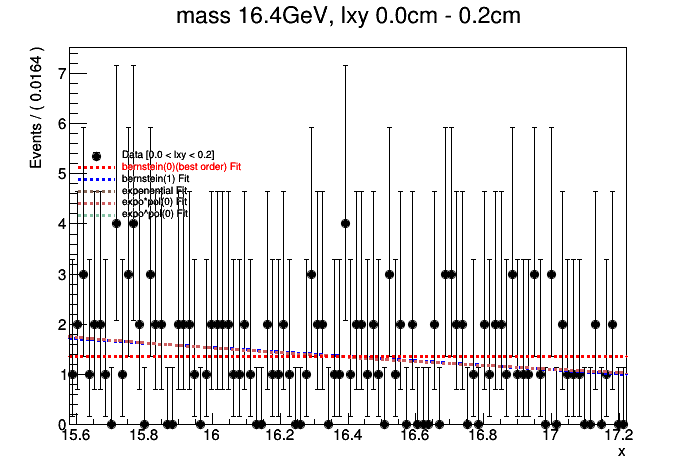 mass 16.4GeV, lxy 0.0cm - 0.2cm
Events / ( 0.0164 )
7
6
5
4
3
2
1
0
Data [0.0 < lxy < 0.2]
bernstein(0)(best order) Fit
bernstein(1) Fit
exponential Fit
expo*pol(0) Fit
expo^pol(0) Fit
15.6 15.8 16 16.2 16.4 16.6 16.8 17 17.2
x